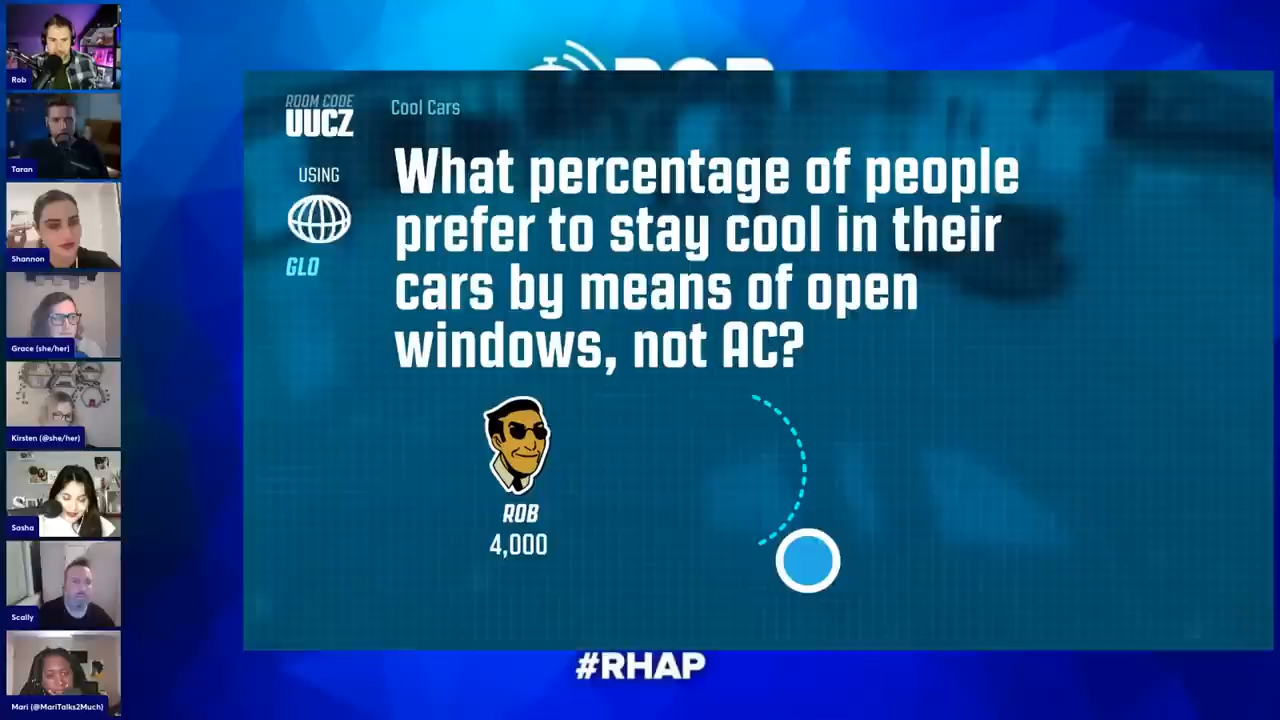 Rob
Taran
Shannon
Grace (she/her)
Kirsten (@she/her)
Sasha
Scally
Mari (@MariTalks2Much)
ROOM CODE
UUCZ
USING
GLO
Cool Cars
What percentage of people
prefer to stay cool in their
cars by means of open
windows, not AC?
ROB
4,000
#RHAP